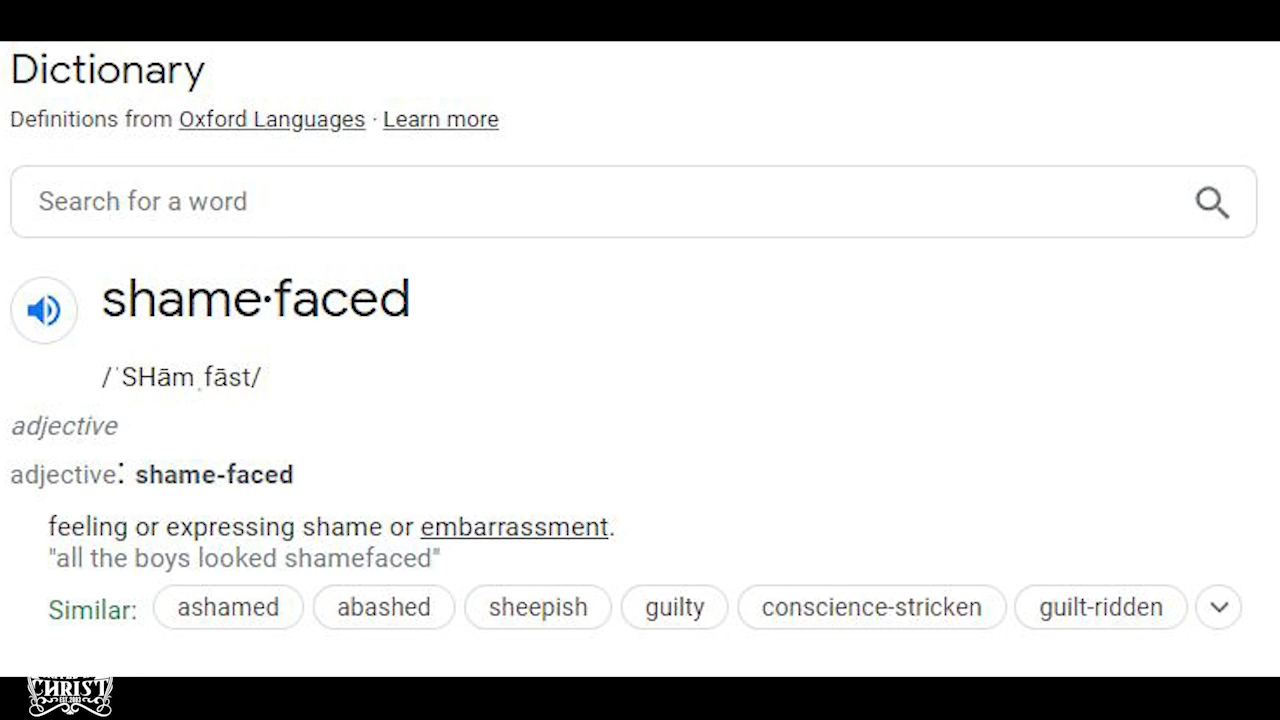 Dictionary
Definitions from Oxford Languages · Learn more
Search for a word
shame·faced
/ˈSHāmˌfāst/
adjective
adjective: shame-faced
feeling or expressing shame or embarrassment.
"all the boys looked shamefaced"
Similar: ashamed abashed sheepish guilty conscience-stricken guilt-ridden
CHRIST